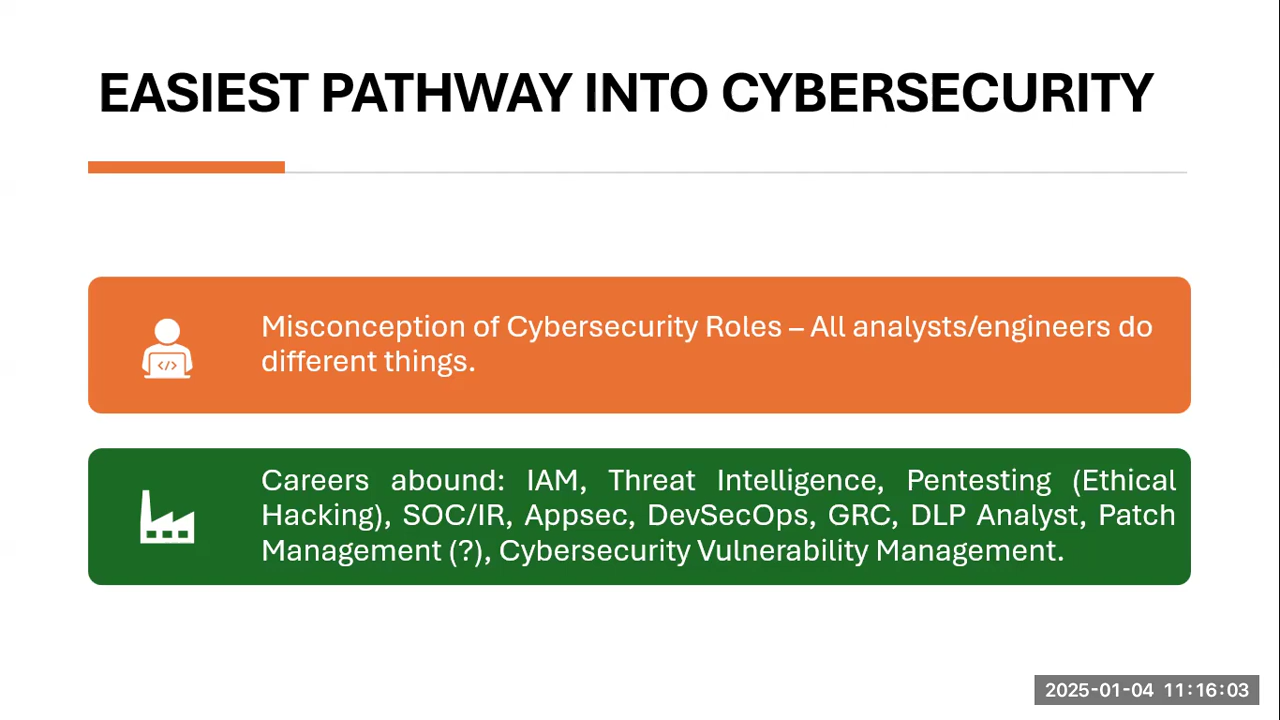 EASIEST PATHWAY INTO CYBERSECURITY
Misconception of Cybersecurity Roles – All analysts/engineers do
different things.
Careers abound: IAM, Threat Intelligence, Pentesting (Ethical
Hacking), SOC/IR, Appsec, DevSecOps, GRC, DLP Analyst, Patch
Management (?), Cybersecurity Vulnerability Management.
2025-01-04 11:16:03